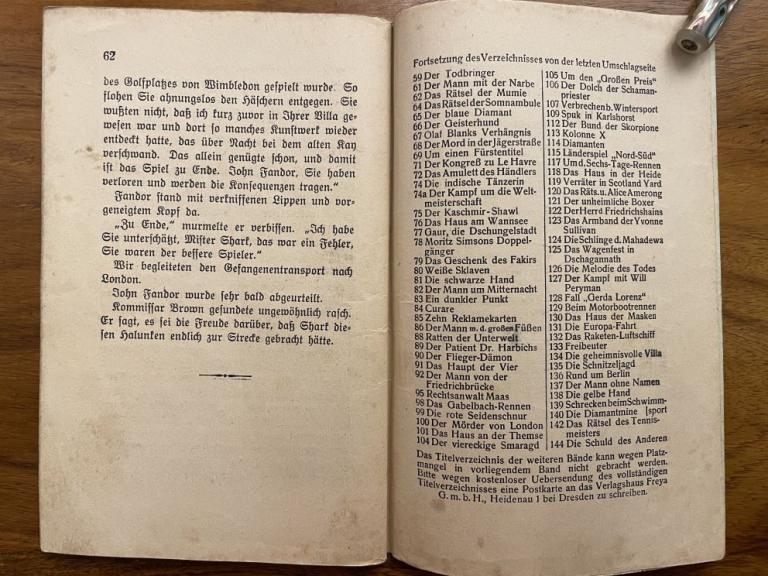 62
des Golfplatzes von Wimbledon gespielt wurde. So
flohen Sie ahnungslos den Häschern entgegen. Sie
wußten nicht, daß ich kurz zuvor in Ihrer Villa ge-
wesen war und dort so manches Kunstwerk wieder
entdeckt hatte, das über Nacht bei dem alten Kay
verschwand. Das allein genügte schon, und damit
ist das Spiel zu Ende. John Fandor, Sie haben
verloren und werden die Konsequenzen tragen.“
Fandor stand mit verkniffenen Lippen und vor-
geneigtem Kopf da.
„Zu Ende,“ murmelte er verbissen. „Ich habe
Sie unterschätzt, Mister Shark, das war ein Fehler,
Sie waren der bessere Spieler.“
Wir begleiteten den Gefangenentransport nach
London.
John Fandor wurde sehr bald abgeurteilt.
Kommissar Brown gesundete ungewöhnlich rasch.
Er sagt, es sei die Freude darüber, daß Shark die-
sen Halunken endlich zur Strecke gebracht hätte.
Fortsetzung des Verzeichnisses von der letzten Umschlagseite
59 Der Todbringer
61 Der Mann mit der Narbe
62 Das Rätsel der Mumie
64 Das Rätsel der Somnambule
65 Der blaue Diamant
66 Der Geisterhund
67 Olaf Blanks Verhängnis
68 Der Mord in der Jägerstraße
69 Um einen Fürstentitel
71 Der Kongreß zu Le Havre
72 Das Amulett des Händlers
74 Die indische Tänzerin
74a Der Kampf um die Welt-
meisterschaft
75 Der Kaschmir-Shawl
76 Das Haus am Wannsee
77 Gaur, die Dschungelstadt
78 Moritz Simsons Doppel-
gänger
79 Das Geschenk des Fakirs
80 Weiße Sklaven
81 Die schwarze Hand
82 Der Mann um Mitternacht
83 Ein dunkler Punkt
84 Curare
85 Zehn Reklamekarten
86 Der Mann m. d. großen Füßen
88 Ratten der Unterwelt
89 Der Patient Dr. Harbichs
90 Der Flieger-Dämon
91 Das Haupt der Vier
92 Der Mann von der
Friedrichbrücke
95 Rechtsanwalt Maas
98 Das Gabelbach-Rennen
99 Die rote Seidenschnur
100 Der Mörder von London
101 Das Haus an der Themse
104 Der viereckige Smaragd
105 Um den „Großen Preis“
106 Der Dolch der Schaman-
priester
107 Verbrechen b. Wintersport
109 Spuk in Karlshorst
112 Der Bund der Skorpione
113 Kolonne X
114 Diamanten
115 Länderspiel „Nord-Süd“
117 Um d. Sechs-Tage-Rennen
118 Das Haus in der Heide
119 Verräter in Scotland Yard
120 Das Räts. u. Alice Amerong
121 Der unheimliche Boxer
122 Der Herr d. Friedrichshains
123 Das Armband der Yvonne
Sullivan
124 Die Schlinge d. Mahadewa
125 Das Wagenfest in
Dschagannath
126 Die Melodie des Todes
127 Der Kampf mit Will
Peryman
128 Fall „Gerda Lorenz“
129 Beim Motorbootrennen
130 Das Haus der Masken
131 Die Europa-Fahrt
132 Das Raketen-Luftschiff
133 Freibeuter
134 Die geheimnisvolle Villa
135 Die Schnitzeljagd
136 Rund um Berlin
137 Der Mann ohne Namen
138 Die gelbe Hand
139 Schrecken beim Schwimm-
140 Die Diamantmine [sport
142 Das Rätsel des Tennis-
meisters
144 Die Schuld des Anderen
Das Titelverzeichnis der weiteren Bände kann wegen Platz-
mangel in vorliegendem Band nicht gebracht werden.
Bitte wegen kostenloser Uebersendung des vollständigen
Titelverzeichnisses eine Postkarte an das Verlagshaus Freya
G. m. b. H., Heidenau 1 bei Dresden zu schreiben.